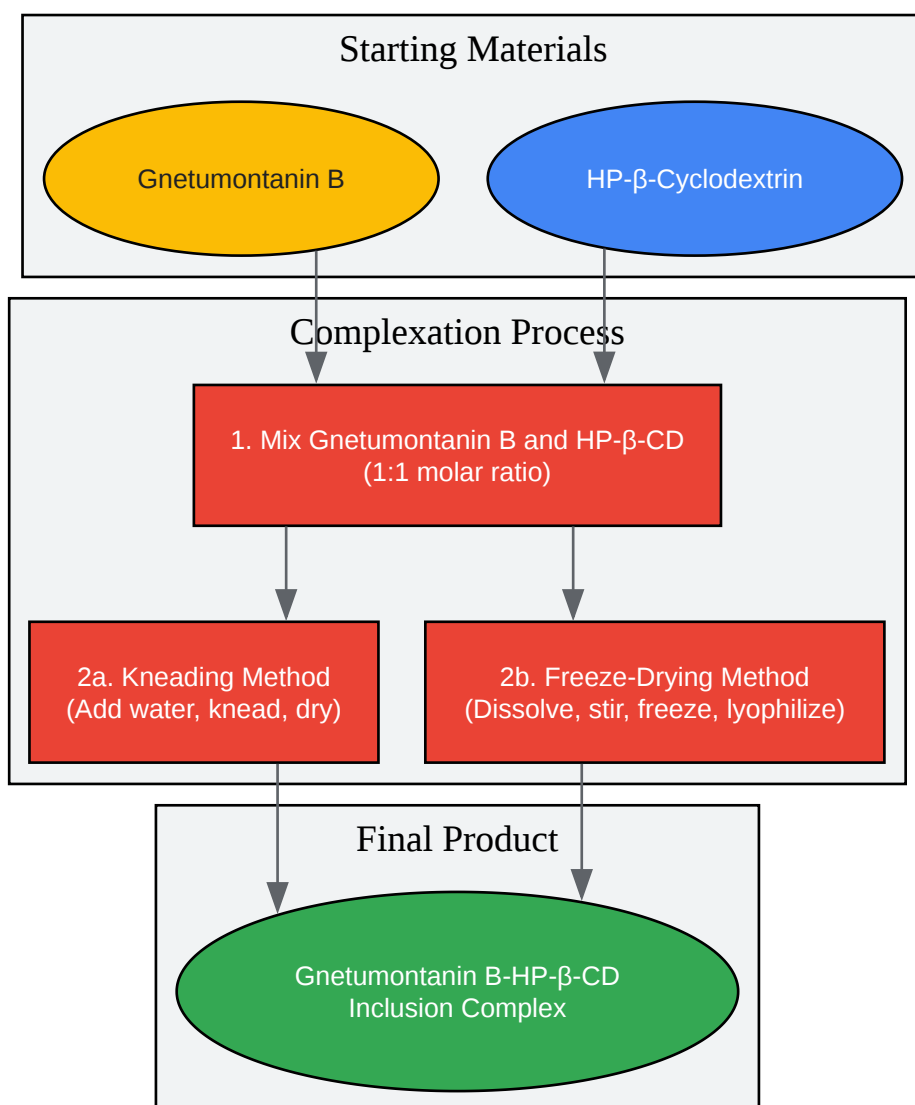 Starting Materials
Gnetumontanin B
HP-β-Cyclodextrin
Complexation Process
1. Mix Gnetumontanin B and HP-β-CD
(1:1 molar ratio)
2a. Kneading Method
(Add water, knead, dry)
2b. Freeze-Drying Method
(Dissolve, stir, freeze, lyophilize)
Final Product
Gnetumontanin B-HP-β-CD
Inclusion Complex